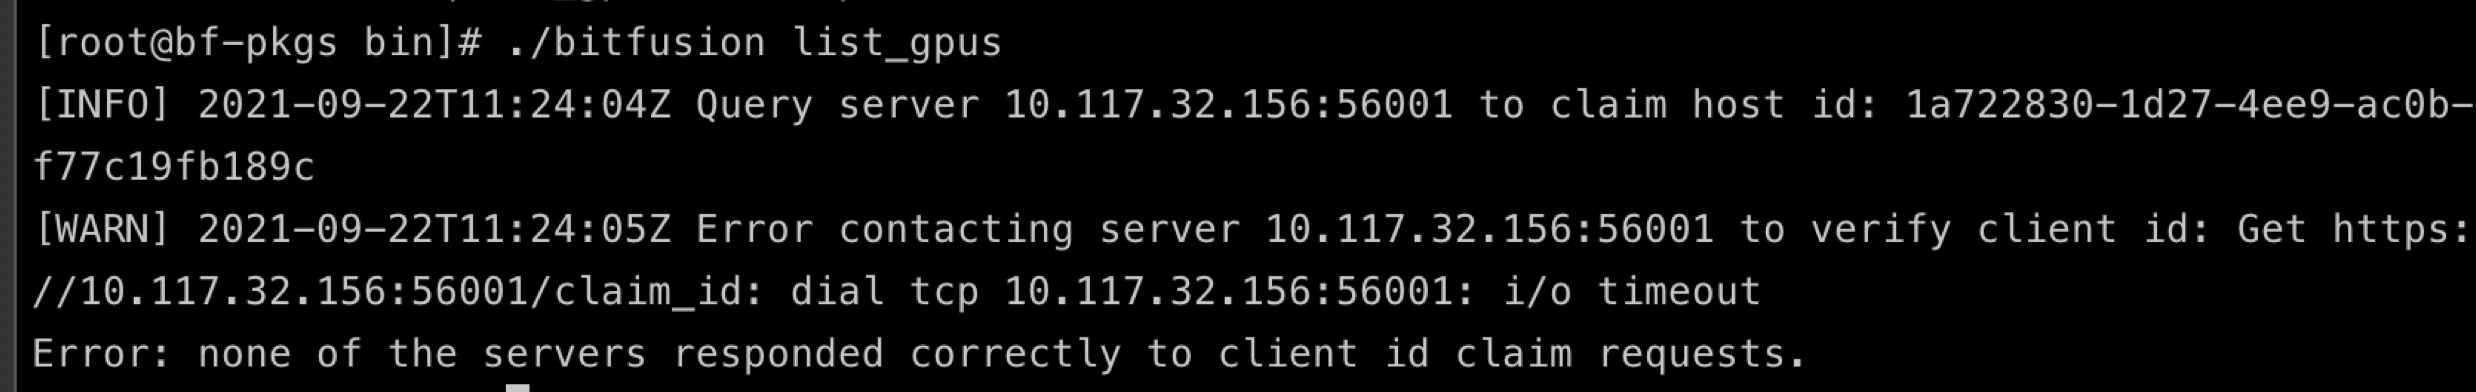 [root@bf-pkgs bin]# ./bitfusion list_gpus
[INFO] 2021-09-22T11:24:04Z Query server 10.117.32.156:56001 to claim host id: 1a722830-1d27-4ee9-ac0b-
f77c19fb189c
[WARN] 2021-09-22T11:24:05Z Error contacting server 10.117.32.156:56001 to verify client id: Get https:
//10.117.32.156:56001/claim_id: dial tcp 10.117.32.156:56001: i/o timeout
Error: none of the servers responded correctly to client id claim requests.